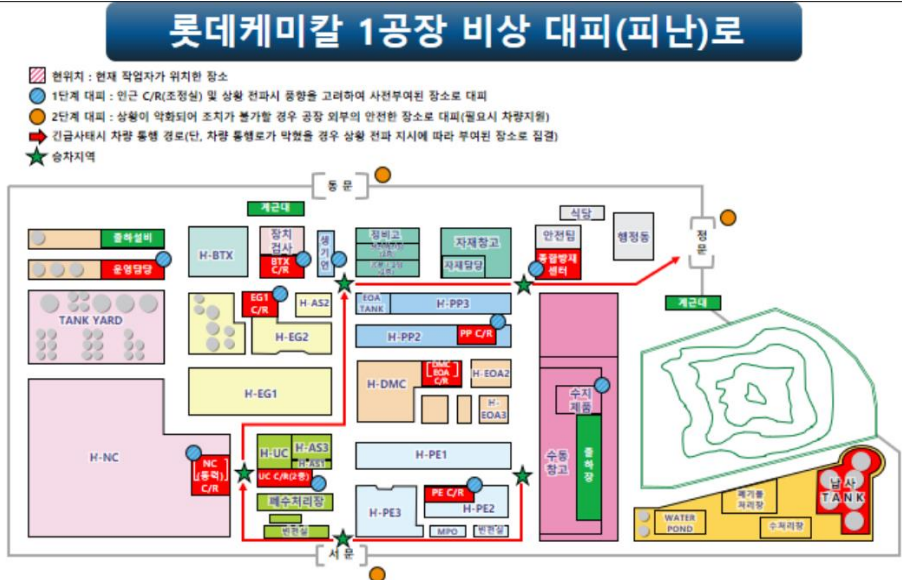 롯데케미칼 1공장 비상 대피(피난)로
현위치 : 현재 작업자가 위치한 장소
1단계 대피 : 인근 C/R(조정실) 및 상황 전파시 풍향을 고려하여 사전부여된 장소로 대피
2단계 대피 : 상황이 악화되어 조치가 불가할 경우 공장 외부의 안전한 장소로 대피(필요시 차량지원)
긴급사태시 차량 통행 경로(단, 차량 통행로가 막혔을 경우 상황 전파 지시에 따라 부여된 장소로 집결)
승차지역
동 문
계근대
식당
출하설비
H-BTX
장치
검사
BTX
C/R
생
기
연
정비고
자재창고
자재담당
안전팀
종합방재
센터
행정동
정
문
운영담당
계근대
TANK YARD
EG1
C/R
H-AS2
H-EG2
EOA
TANK
H-PP3
H-PP2
PP C/R
H-EG1
H-DMC
DMC
EOA
C/R
H-EOA2
H-
EOA3
수지
제품
H-NC
NC
(동력)
C/R
H-UC
H-AS3
H-AS1
UC C/R(2층)
폐수처리장
빈전실
H-PE1
H-PE3
PE C/R
H-PE2
MPO
빈전실
수동
창고
출
하
장
WATER
POND
폐기물
처리장
수처리장
납사
TANK
서 문